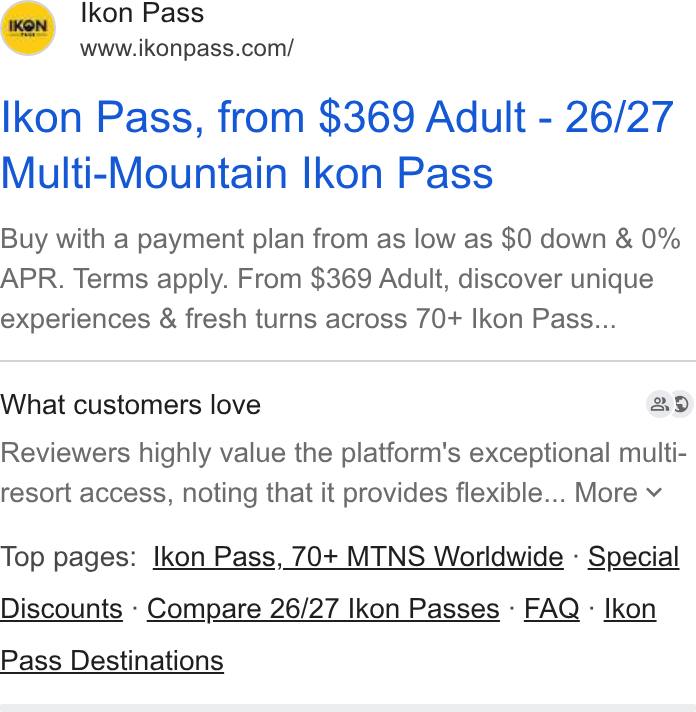 IKON
PASS
Ikon Pass
www.ikonpass.com/
Ikon Pass, from $369 Adult - 26/27
Multi-Mountain Ikon Pass
Buy with a payment plan from as low as $0 down & 0%
APR. Terms apply. From $369 Adult, discover unique
experiences & fresh turns across 70+ Ikon Pass...
What customers love
Reviewers highly value the platform's exceptional multi-
resort access, noting that it provides flexible... More
Top pages: Ikon Pass, 70+ MTNS Worldwide · Special
Discounts · Compare 26/27 Ikon Passes · FAQ · Ikon
Pass Destinations